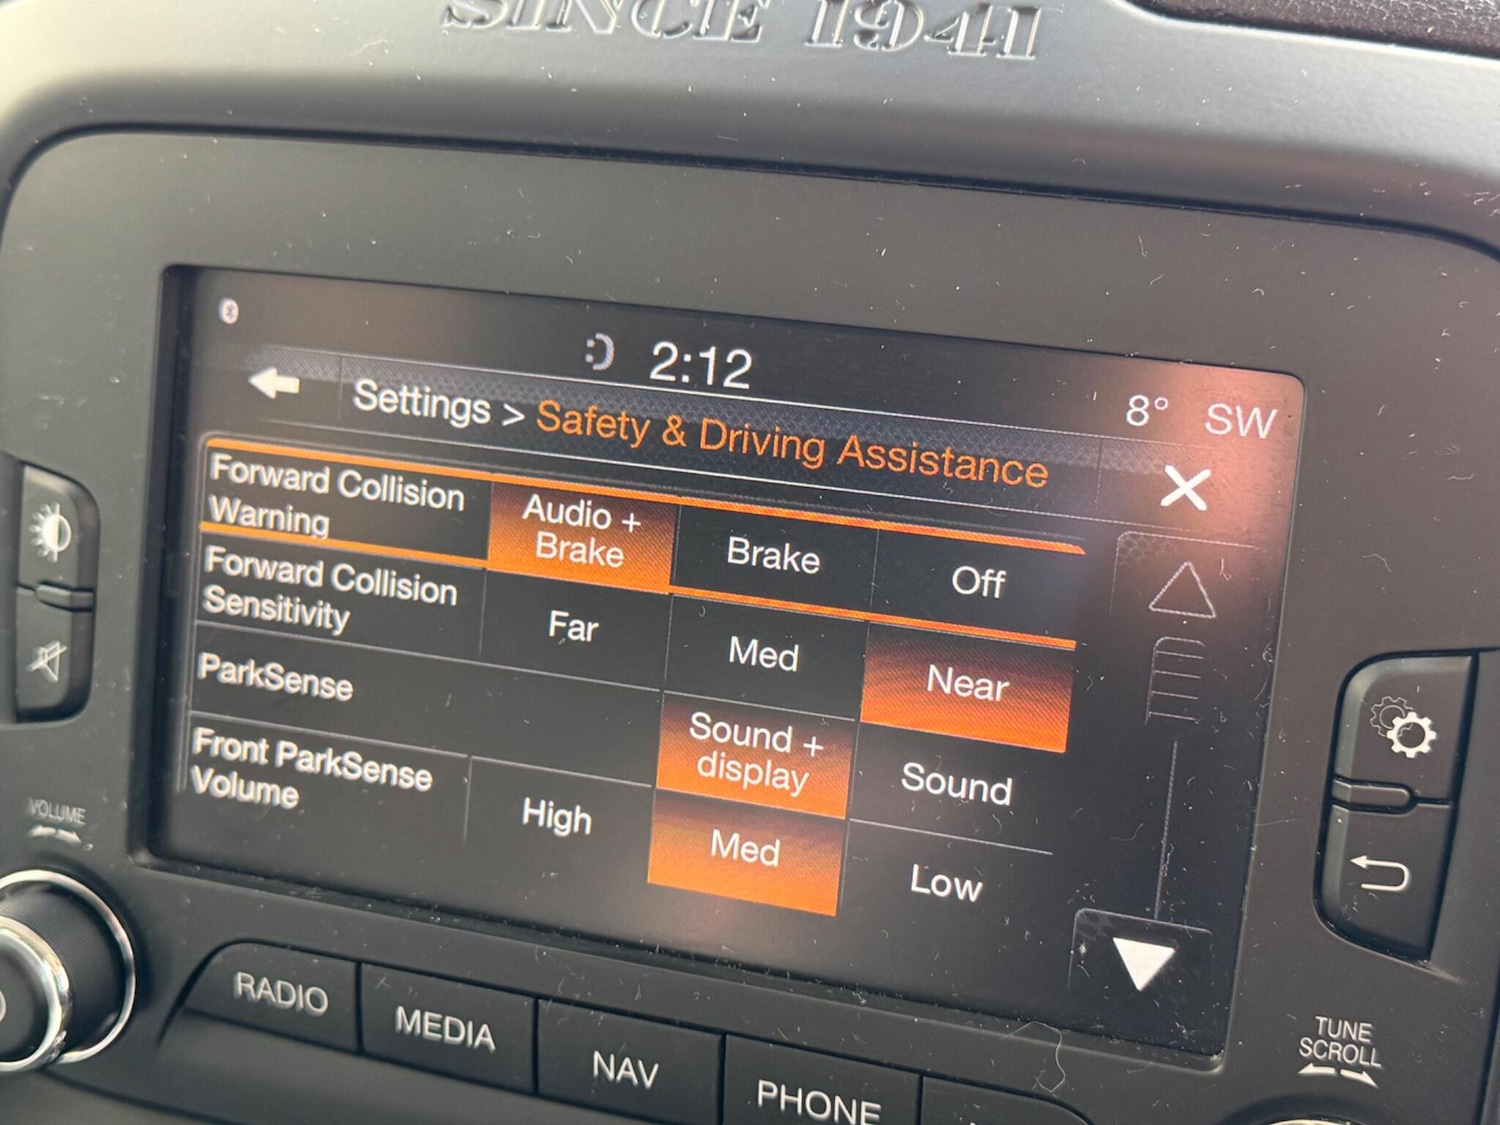 SINCE 1941
2:12
8° SW
Settings > Safety & Driving Assistance
Forward Collision
Warning
Audio +
Brake
Brake
Off
Forward Collision
Sensitivity
Far
Med
Near
ParkSense
Sound +
display
Sound
Front ParkSense
Volume
High
Med
Low
VOLUME
RADIO
MEDIA
NAV
PHONE
TUNE
SCROLL